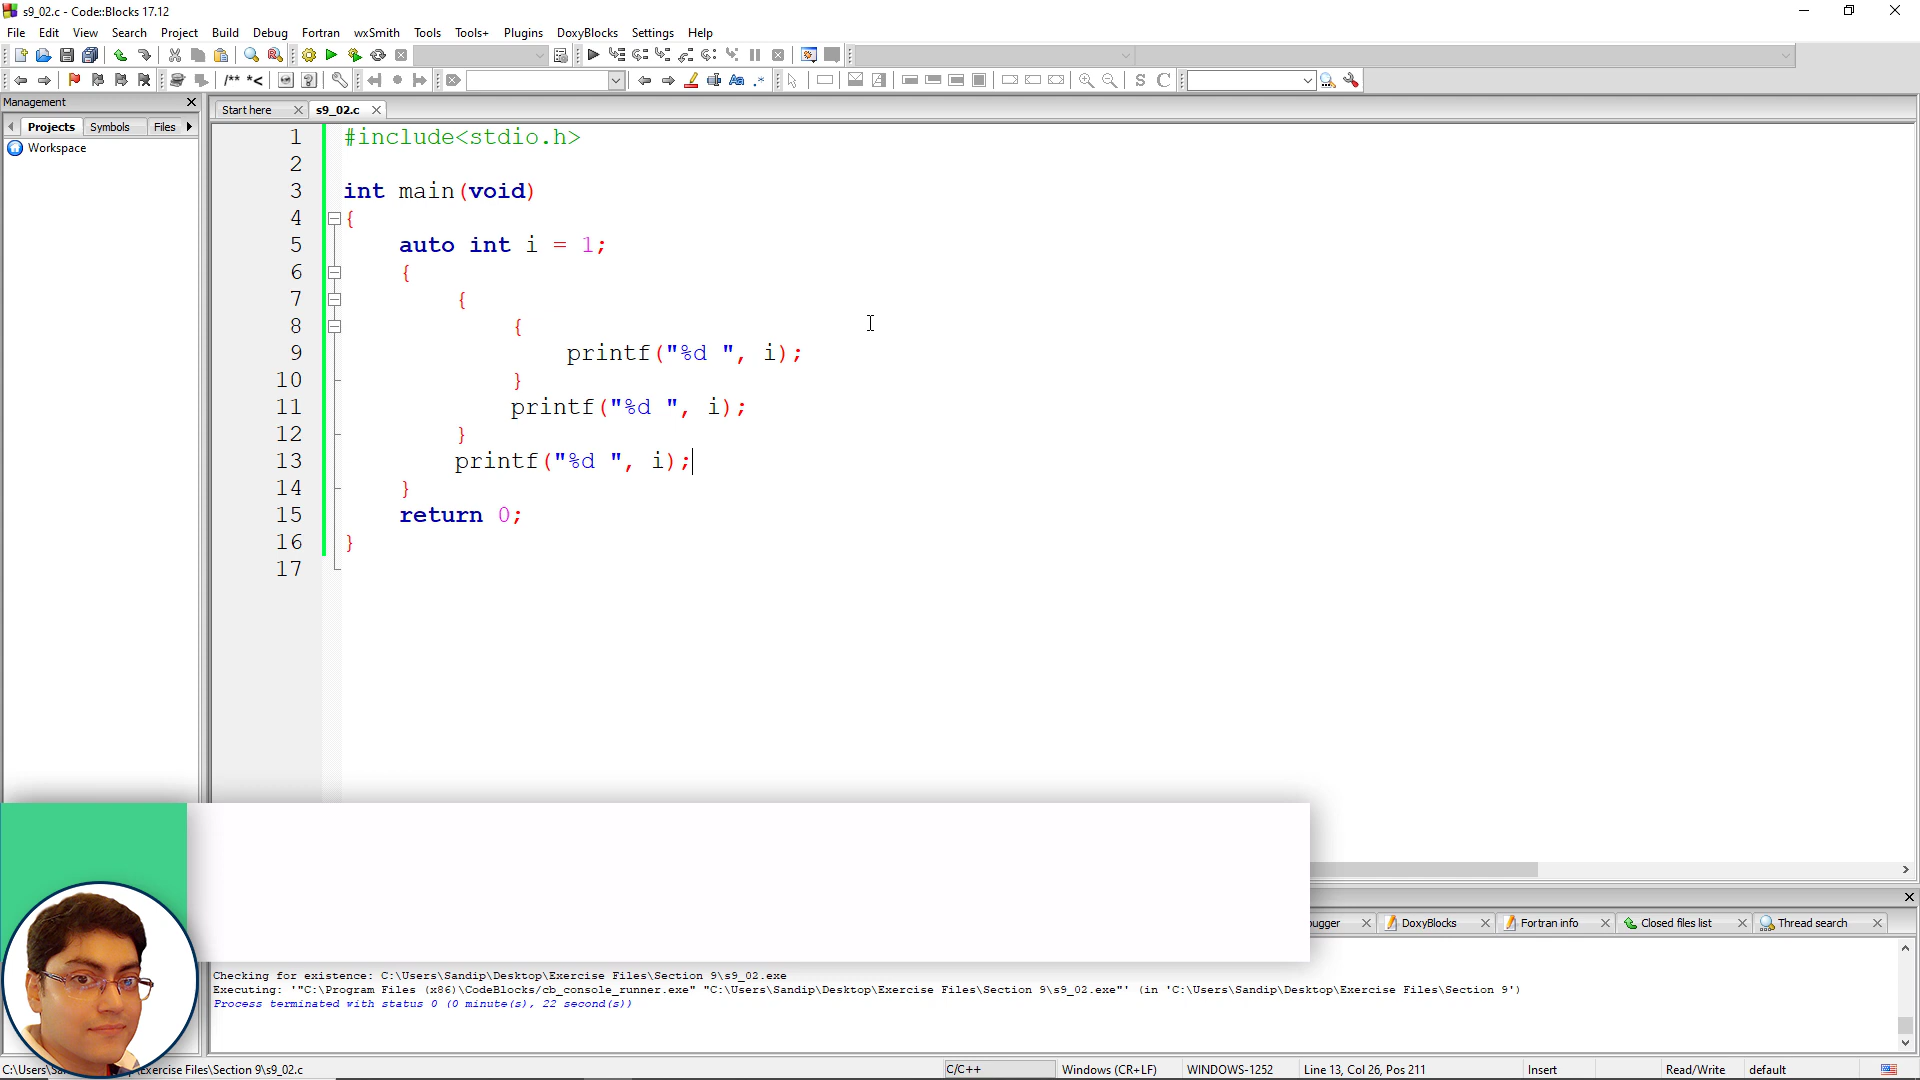 s9_02.c - Code::Blocks 17.12
File Edit View Search Project Build Debug Fortran wxSmith Tools Tools+ Plugins DoxyBlocks Settings Help
/** *<
S C
Management
Projects Symbols Files
Workspace
Start here s9_02.c
1 #include<stdio.h>
2
3 int main(void)
4 {
5 auto int i = 1;
6 {
7 {
8 {
9 printf("%d ", i);
10 }
11 printf("%d ", i);
12 }
13 printf("%d ", i);
14 }
15 return 0;
16 }
17
DoxyBlocks Fortran info Closed files list Thread search
Checking for existence: C:\Users\Sandip\Desktop\Exercise Files\Section 9\s9_02.exe
Executing: '"C:\Program Files (x86)\CodeBlocks/cb_console_runner.exe" "C:\Users\Sandip\Desktop\Exercise Files\Section 9\s9_02.exe"' (in 'C:\Users\Sandip\Desktop\Exercise Files\Section 9')
Process terminated with status 0 (0 minute(s), 22 second(s))
Files\Section 9\s9_02.c C/C++ Windows (CR+LF) WINDOWS-1252 Line 13, Col 26, Pos 211 Insert Read/Write default